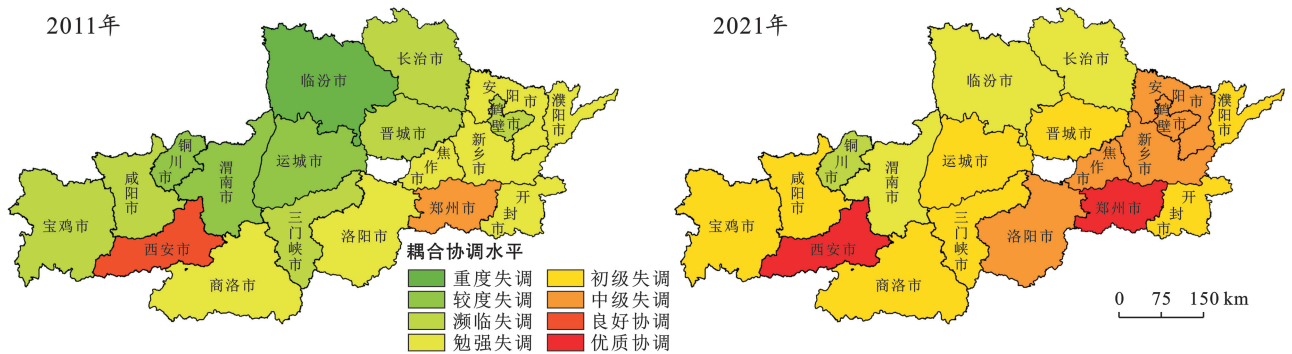 2011年
临汾市
长治市
安阳市
鹤壁市
濮阳市
晋城市
新乡市
焦作市
铜川市
渭南市
运城市
咸阳市
宝鸡市
西安市
三门峡市
洛阳市
郑州市
开封市
商洛市
耦合协调水平
重度失调
较度失调
濒临失调
勉强失调
初级失调
中级失调
良好协调
优质协调
2021年
临汾市
长治市
安阳市
鹤壁市
濮阳市
晋城市
新乡市
焦作市
铜川市
渭南市
运城市
咸阳市
宝鸡市
西安市
三门峡市
洛阳市
郑州市
开封市
商洛市
0 75 150 km